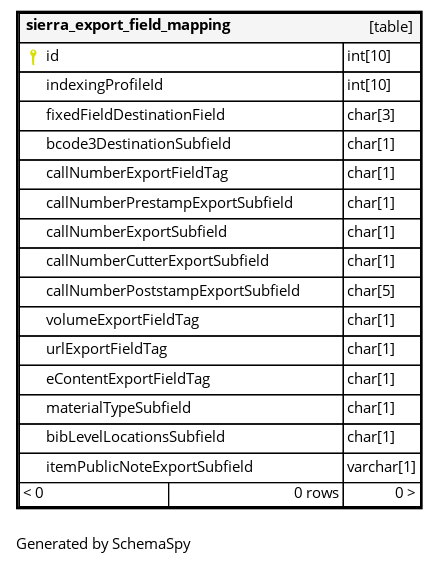 sierra_export_field_mapping [table]
id int[10]
indexingProfileId int[10]
fixedFieldDestinationField char[3]
bcode3DestinationSubfield char[1]
callNumberExportFieldTag char[1]
callNumberPrestampExportSubfield char[1]
callNumberExportSubfield char[1]
callNumberCutterExportSubfield char[1]
callNumberPoststampExportSubfield char[5]
volumeExportFieldTag char[1]
urlExportFieldTag char[1]
eContentExportFieldTag char[1]
materialTypeSubfield char[1]
bibLevelLocationsSubfield char[1]
itemPublicNoteExportSubfield varchar[1]
< 0 0 rows 0 >
Generated by SchemaSpy